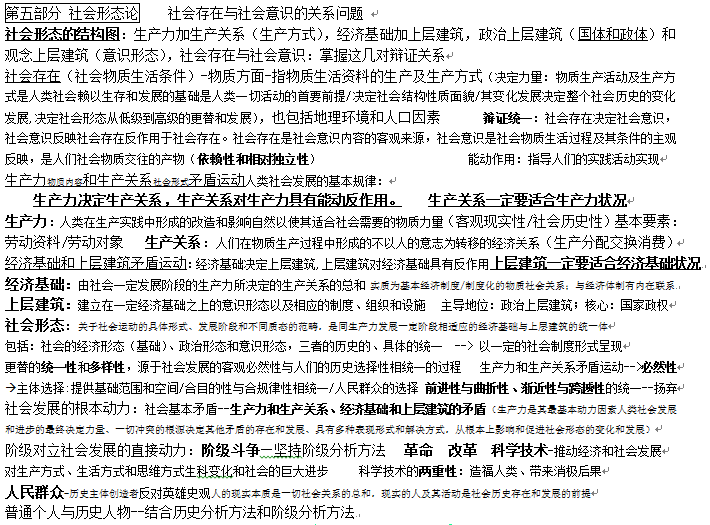 第五部分 社会形态论 社会存在与社会意识的关系问题
社会形态的结构图：生产力加生产关系（生产方式），经济基础加上层建筑，政治上层建筑（国体和政体）和
观念上层建筑（意识形态），社会存在与社会意识：掌握这几对辩证关系
社会存在（社会物质生活条件）-物质方面-指物质生活资料的生产及生产方式（决定力量：物质生产活动及生产方
式是人类社会赖以生存和发展的基础是人类一切活动的首要前提/决定社会结构性质面貌/其变化发展决定整个社会历史的变化
发展,决定社会形态从低级到高级的更替和发展），也包括地理环境和人口因素 辩证统一：社会存在决定社会意识，
社会意识反映社会存在反作用于社会存在。社会存在是社会意识内容的客观来源，社会意识是社会物质生活过程及其条件的主观
反映，是人们社会物质交往的产物（依赖性和相对独立性） 能动作用：指导人们的实践活动实现
生产力物质内容和生产关系社会形式矛盾运动人类社会发展的基本规律：
生产力决定生产关系，生产关系对生产力具有能动反作用。 生产关系一定要适合生产力状况
生产力：人类在生产实践中形成的改造和影响自然以使其适合社会需要的物质力量（客观现实性/社会历史性）基本要素：
劳动资料/劳动对象 生产关系：人们在物质生产过程中形成的不以人的意志为转移的经济关系（生产分配交换消费）
经济基础和上层建筑矛盾运动：经济基础决定上层建筑,上层建筑对经济基础具有反作用上层建筑一定要适合经济基础状况
经济基础：由社会一定发展阶段的生产力所决定的生产关系的总和 实质为基本经济制度/制度化的物质社会关系；与经济体制有内在联系
上层建筑：建立在一定经济基础之上的意识形态以及相应的制度、组织和设施 主导地位：政治上层建筑；核心：国家政权
社会形态：关于社会运动的具体形式、发展阶段和不同质态的范畴，是同生产力发展一定阶段相适应的经济基础与上层建筑的统一体
包括：社会的经济形态（基础）、政治形态和意识形态，三者的历史的、具体的统一 --> 以一定的社会制度形式呈现
更替的统一性和多样性，源于社会发展的客观必然性与人们的历史选择性相统一的过程 生产力和生产关系矛盾运动-->必然性
→主体选择:提供基础范围和空间/合目的性与合规律性相统一/人民群众的选择 前进性与曲折性、渐近性与跨越性的统一--扬弃
社会发展的根本动力：社会基本矛盾--生产力和生产关系、经济基础和上层建筑的矛盾（生产力是其最基本动力因素人类社会发展
和进步的最终决定力量、一切冲突的根源决定其他矛盾的存在和发展、具有多种表现形式和解决方式，从根本上影响和促进社会形态的变化和发展）
阶级对立社会发展的直接动力：阶级斗争—坚持阶级分析方法 革命 改革 科学技术-推动经济和社会发展
对生产方式、生活方式和思维方式生科变化和社会的巨大进步 科学技术的两重性：造福人类、带来消极后果
人民群众-历史主体创造者反对英雄史观人的现实本质是一切社会关系的总和，现实的人及其活动是社会历史存在和发展的前提
普通个人与历史人物--结合历史分析方法和阶级分析方法